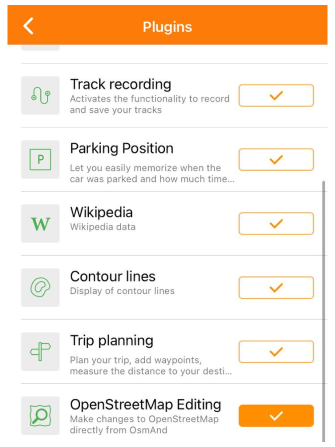 Plugins
Track recording
Activates the functionality to record
and save your tracks
P
Parking Position
Let you easily memorize when the
car was parked and how much time...
W
Wikipedia
Wikipedia data
Contour lines
Display of contour lines
Trip planning
Plan your trip, add waypoints,
measure the distance to your desti...
OpenStreetMap Editing
Make changes to OpenStreetMap
directly from OsmAnd